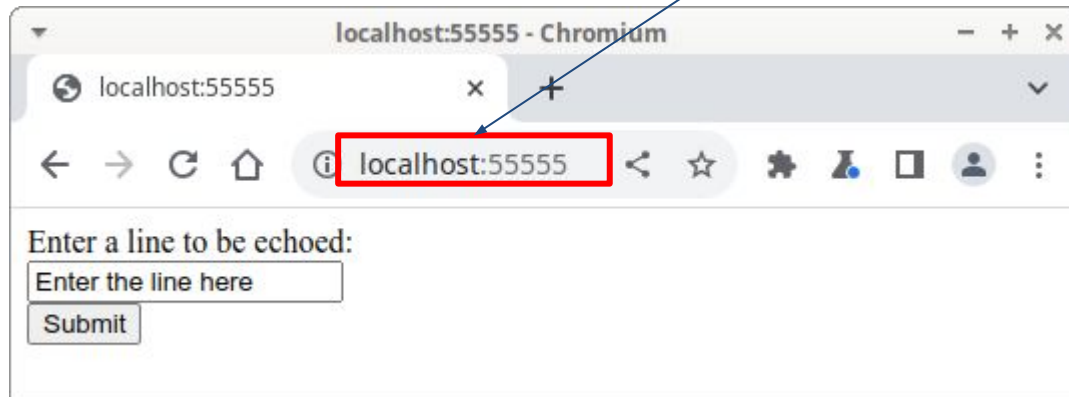 localhost:55555 - Chromium
localhost:55555
localhost:55555
Enter a line to be echoed:
Enter the line here
Submit